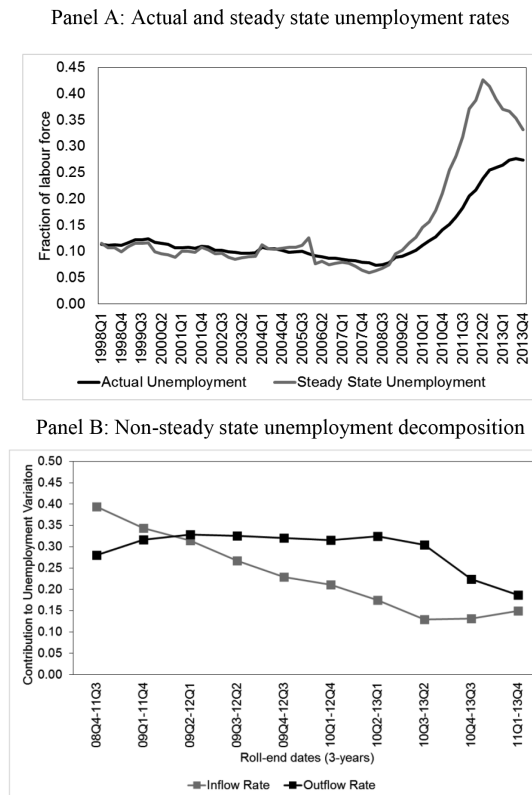 Panel A: Actual and steady state unemployment rates
Fraction of labour force
0.45
0.40
0.35
0.30
0.25
0.20
0.15
0.10
0.05
0.00
1998Q1
1998Q4
1999Q3
2000Q2
2001Q1
2001Q4
2002Q3
2003Q2
2004Q1
2004Q4
2005Q3
2006Q2
2007Q1
2007Q4
2008Q3
2009Q2
2010Q1
2010Q4
2011Q3
2012Q2
2013Q1
2013Q4
Actual Unemployment
Steady State Unemployment
Panel B: Non-steady state unemployment decomposition
Contribution to Unemployment Variaiton
0.50
0.45
0.40
0.35
0.30
0.25
0.20
0.15
0.10
0.05
0.00
08Q4-11Q3
09Q1-11Q4
09Q2-12Q1
09Q3-12Q2
09Q4-12Q3
10Q1-12Q4
10Q2-13Q1
10Q3-13Q2
10Q4-13Q3
11Q1-13Q4
Roll-end dates (3-years)
Inflow Rate
Outflow Rate